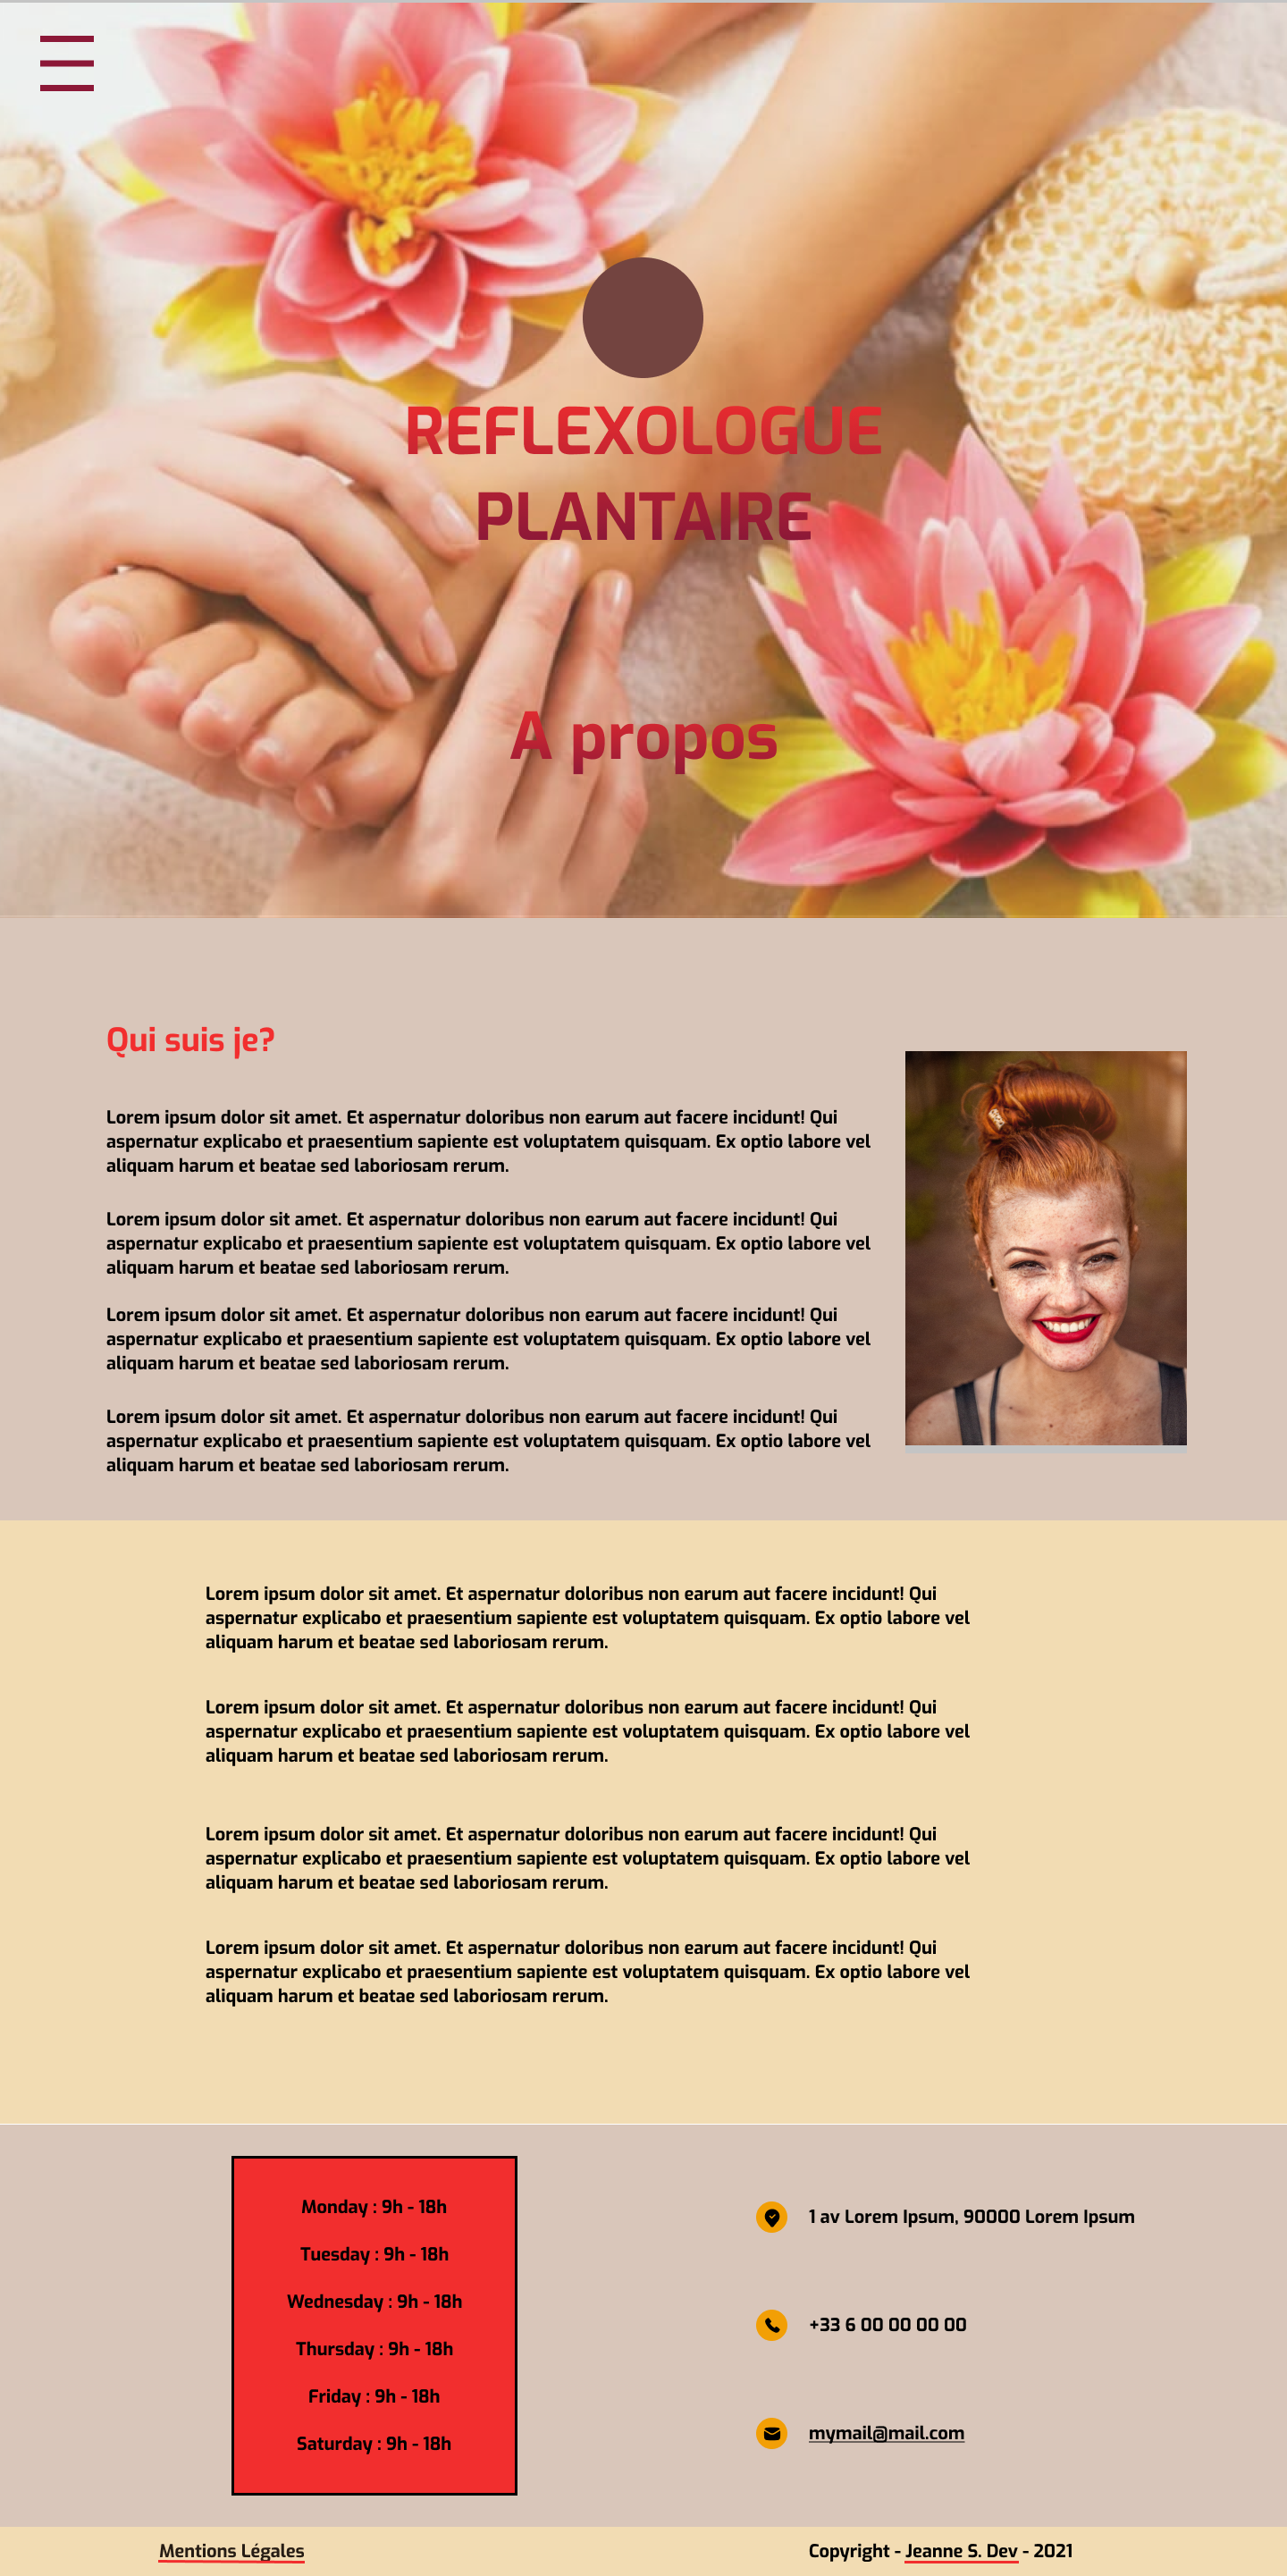 REFLEXOLOGUE
PLANTAIRE
A propos
Qui suis je?
Lorem ipsum dolor sit amet. Et aspernatur doloribus non earum aut facere incidunt! Qui
aspernatur explicabo et praesentium sapiente est voluptatem quisquam. Ex optio labore vel
aliquam harum et beatae sed laboriosam rerum.
Lorem ipsum dolor sit amet. Et aspernatur doloribus non earum aut facere incidunt! Qui
aspernatur explicabo et praesentium sapiente est voluptatem quisquam. Ex optio labore vel
aliquam harum et beatae sed laboriosam rerum.
Lorem ipsum dolor sit amet. Et aspernatur doloribus non earum aut facere incidunt! Qui
aspernatur explicabo et praesentium sapiente est voluptatem quisquam. Ex optio labore vel
aliquam harum et beatae sed laboriosam rerum.
Lorem ipsum dolor sit amet. Et aspernatur doloribus non earum aut facere incidunt! Qui
aspernatur explicabo et praesentium sapiente est voluptatem quisquam. Ex optio labore vel
aliquam harum et beatae sed laboriosam rerum.
Lorem ipsum dolor sit amet. Et aspernatur doloribus non earum aut facere incidunt! Qui
aspernatur explicabo et praesentium sapiente est voluptatem quisquam. Ex optio labore vel
aliquam harum et beatae sed laboriosam rerum.
Lorem ipsum dolor sit amet. Et aspernatur doloribus non earum aut facere incidunt! Qui
aspernatur explicabo et praesentium sapiente est voluptatem quisquam. Ex optio labore vel
aliquam harum et beatae sed laboriosam rerum.
Lorem ipsum dolor sit amet. Et aspernatur doloribus non earum aut facere incidunt! Qui
aspernatur explicabo et praesentium sapiente est voluptatem quisquam. Ex optio labore vel
aliquam harum et beatae sed laboriosam rerum.
Lorem ipsum dolor sit amet. Et aspernatur doloribus non earum aut facere incidunt! Qui
aspernatur explicabo et praesentium sapiente est voluptatem quisquam. Ex optio labore vel
aliquam harum et beatae sed laboriosam rerum.
Monday : 9h - 18h
Tuesday : 9h - 18h
Wednesday : 9h - 18h
Thursday : 9h - 18h
Friday : 9h - 18h
Saturday : 9h - 18h
1 av Lorem Ipsum, 90000 Lorem Ipsum
+33 6 00 00 00 00
mymail@mail.com
Mentions Légales
Copyright - Jeanne S. Dev - 2021